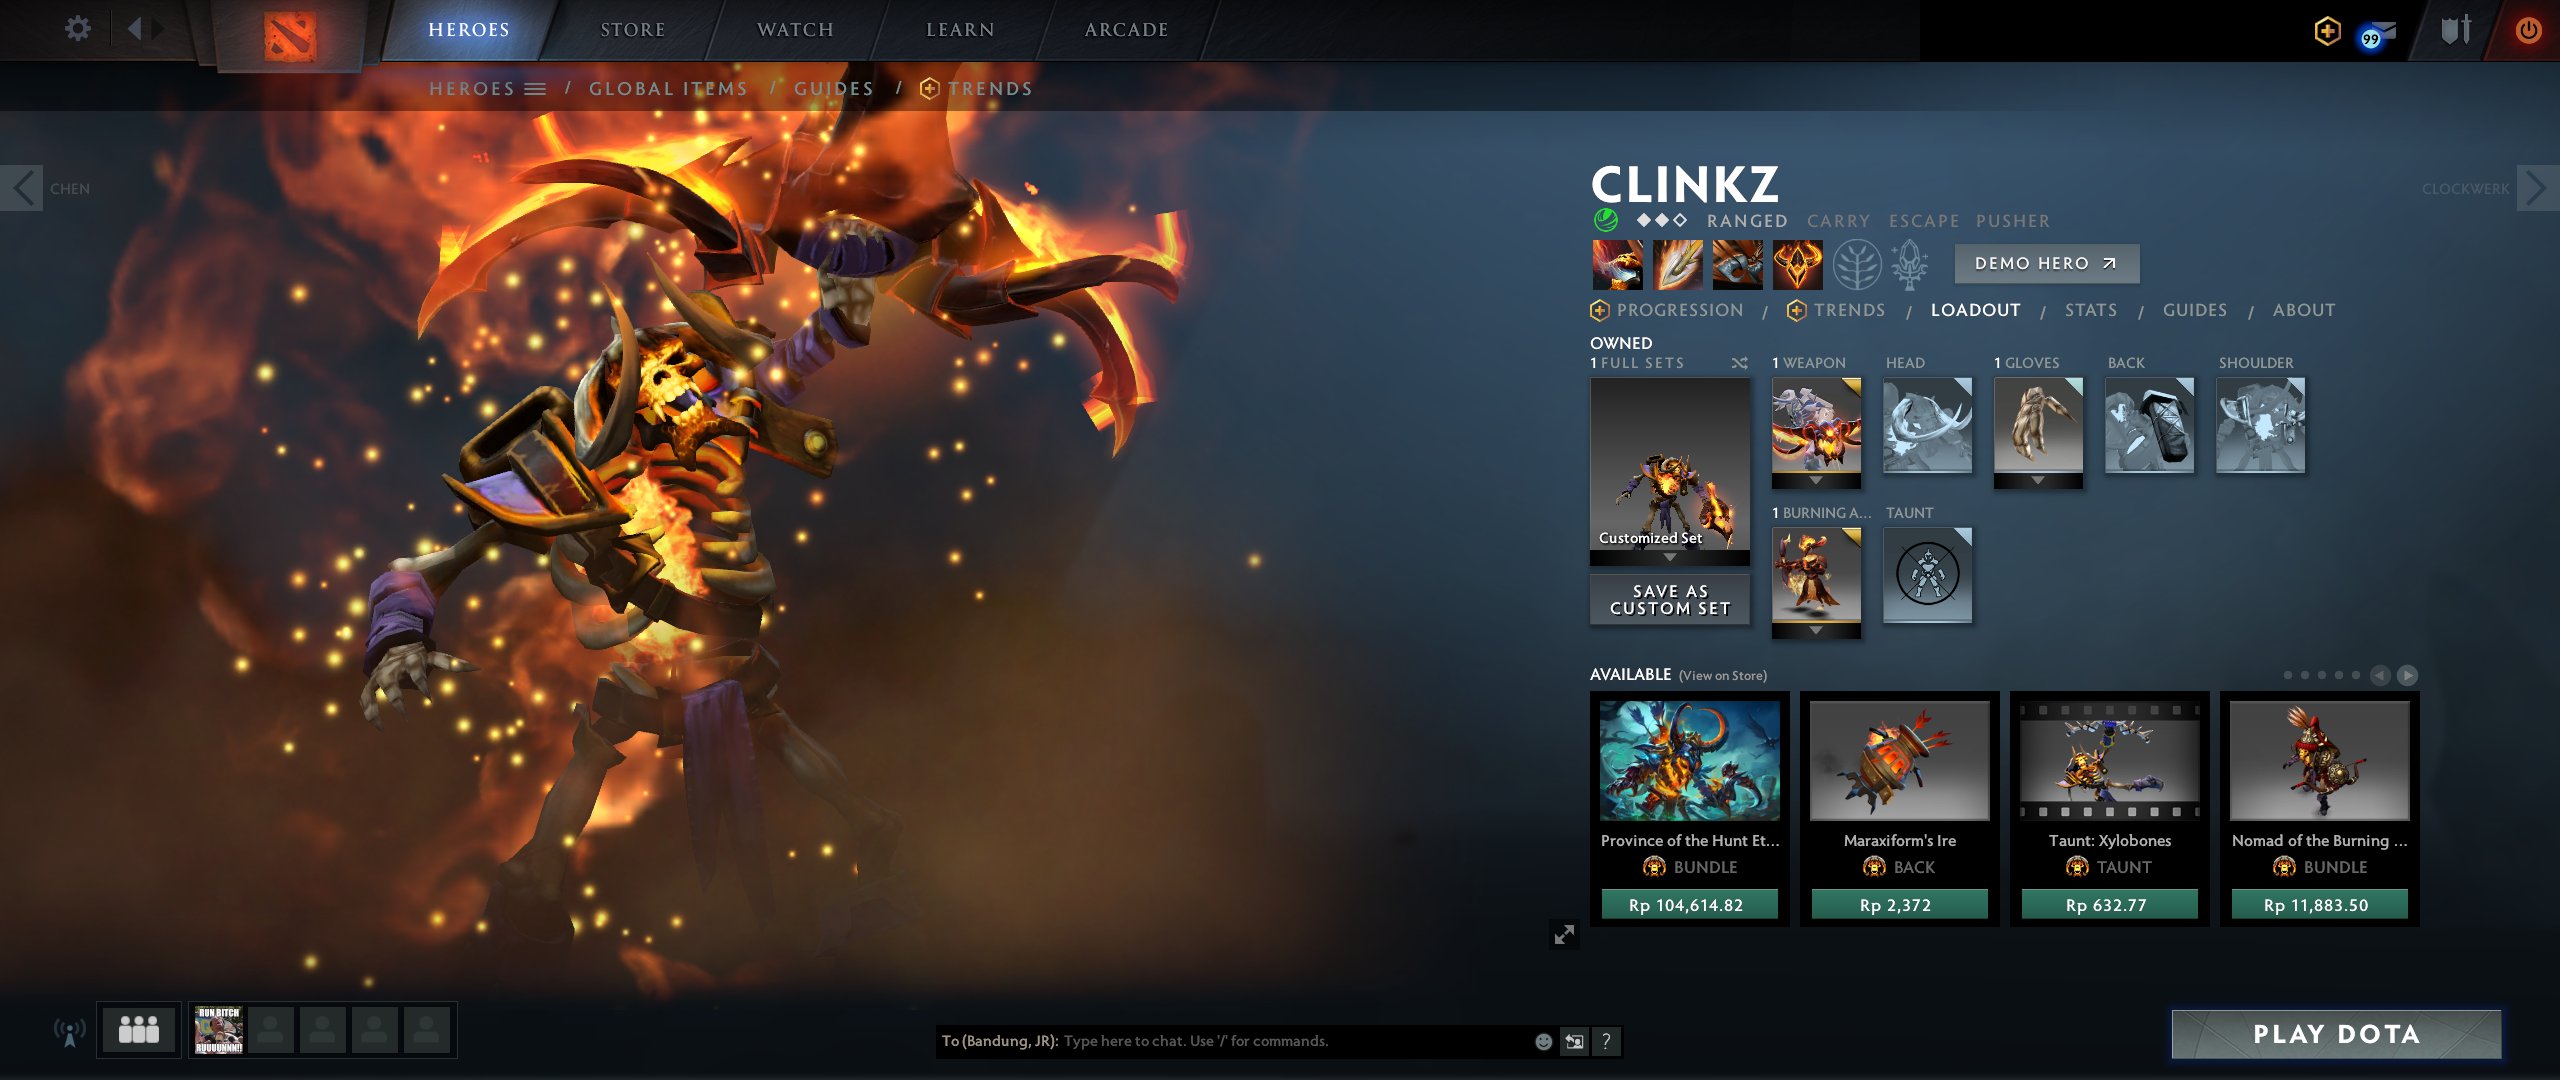 HEROES
STORE
WATCH
LEARN
ARCADE
99
HEROES / GLOBAL ITEMS / GUIDES / TRENDS
CHEN
CLOCKWERK
CLINKZ
RANGED CARRY ESCAPE PUSHER
DEMO HERO
PROGRESSION / TRENDS / LOADOUT / STATS / GUIDES / ABOUT
OWNED
1 FULL SETS
1 WEAPON
HEAD
1 GLOVES
BACK
SHOULDER
Customized Set
SAVE AS
CUSTOM SET
1 BURNING A...
TAUNT
AVAILABLE (View on Store)
Province of the Hunt Et...
BUNDLE
Rp 104,614.82
Maraxiform's Ire
BACK
Rp 2,372
Taunt: Xylobones
TAUNT
Rp 632.77
Nomad of the Burning ...
BUNDLE
Rp 11,883.50
RUN BITCH
RUUUUNNN!!
To (Bandung, JR): Type here to chat. Use '/' for commands.
?
PLAY DOTA